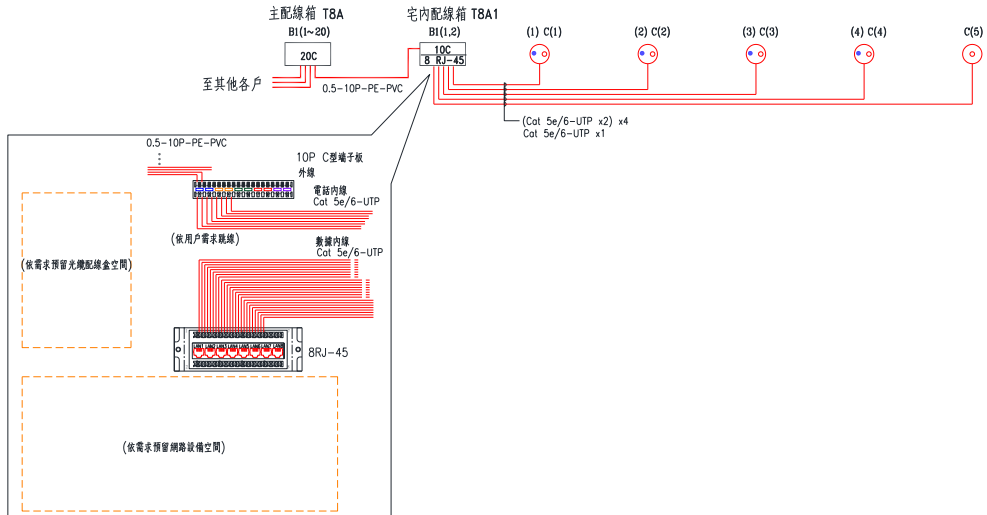 主配線箱 T8A
B1(1~20)
20C
至其他各戶
0.5-10P-PE-PVC
宅內配線箱 T8A1
B1(1,2)
10C
8 RJ-45
(1) C(1)
(2) C(2)
(3) C(3)
(4) C(4)
C(5)
(Cat 5e/6-UTP x2) x4
Cat 5e/6-UTP x1
0.5-10P-PE-PVC
10P C型端子板
外線
電話內線
Cat 5e/6-UTP
(依用戶需求跳線)
數據內線
Cat 5e/6-UTP
(依需求預留光纜配線盒空間)
8RJ-45
(依需求預留網路設備空間)